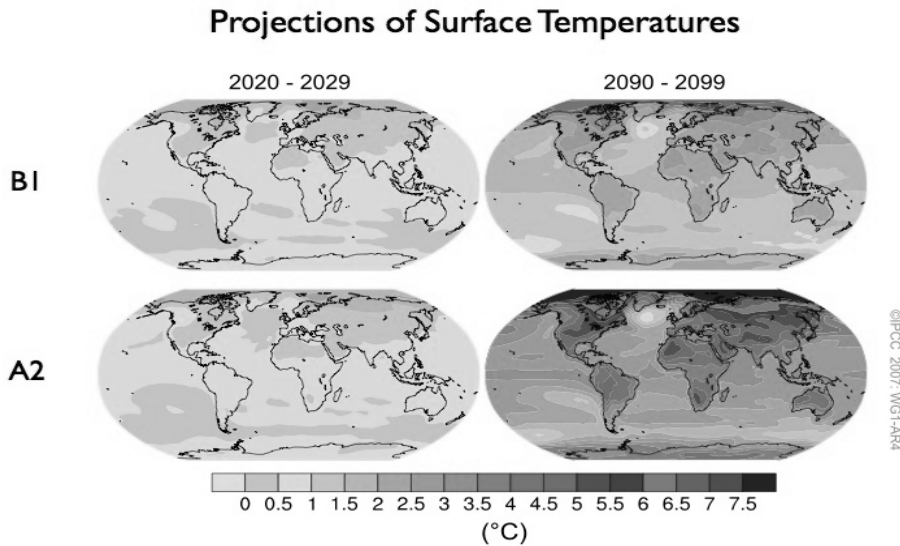 Projections of Surface Temperatures
2020 - 2029 2090 - 2099
B1
A2
©IPCC 2007: WG1-AR4
0 0.5 1 1.5 2 2.5 3 3.5 4 4.5 5 5.5 6 6.5 7 7.5
(°C)